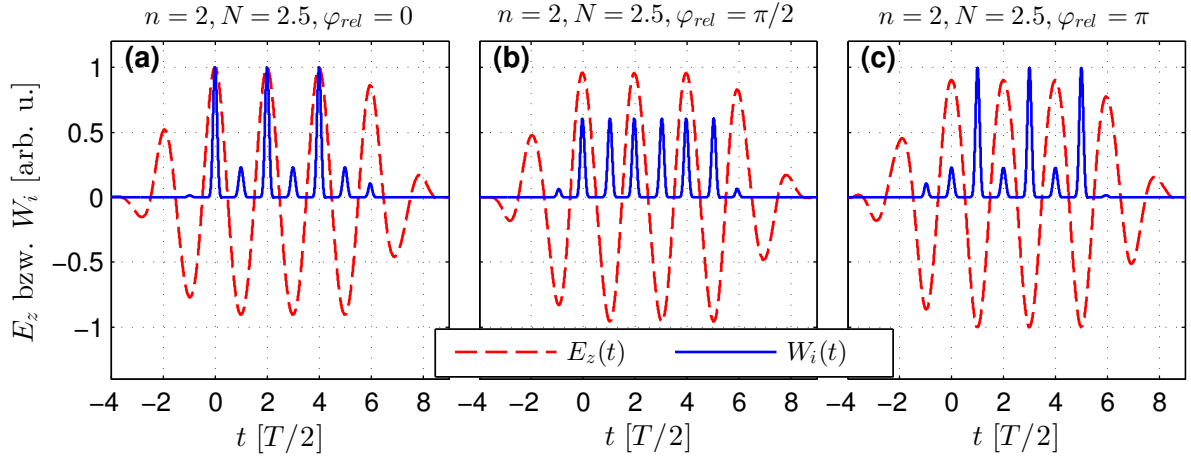 n = 2, N = 2.5, φ_rel = 0
n = 2, N = 2.5, φ_rel = π/2
n = 2, N = 2.5, φ_rel = π
(a)
(b)
(c)
E_z bzw. W_i [arb. u.]
1
0.5
0
−0.5
−1
E_z(t)
W_i(t)
−4 −2 0 2 4 6 8
−4 −2 0 2 4 6 8
−4 −2 0 2 4 6 8
t [T/2]
t [T/2]
t [T/2]